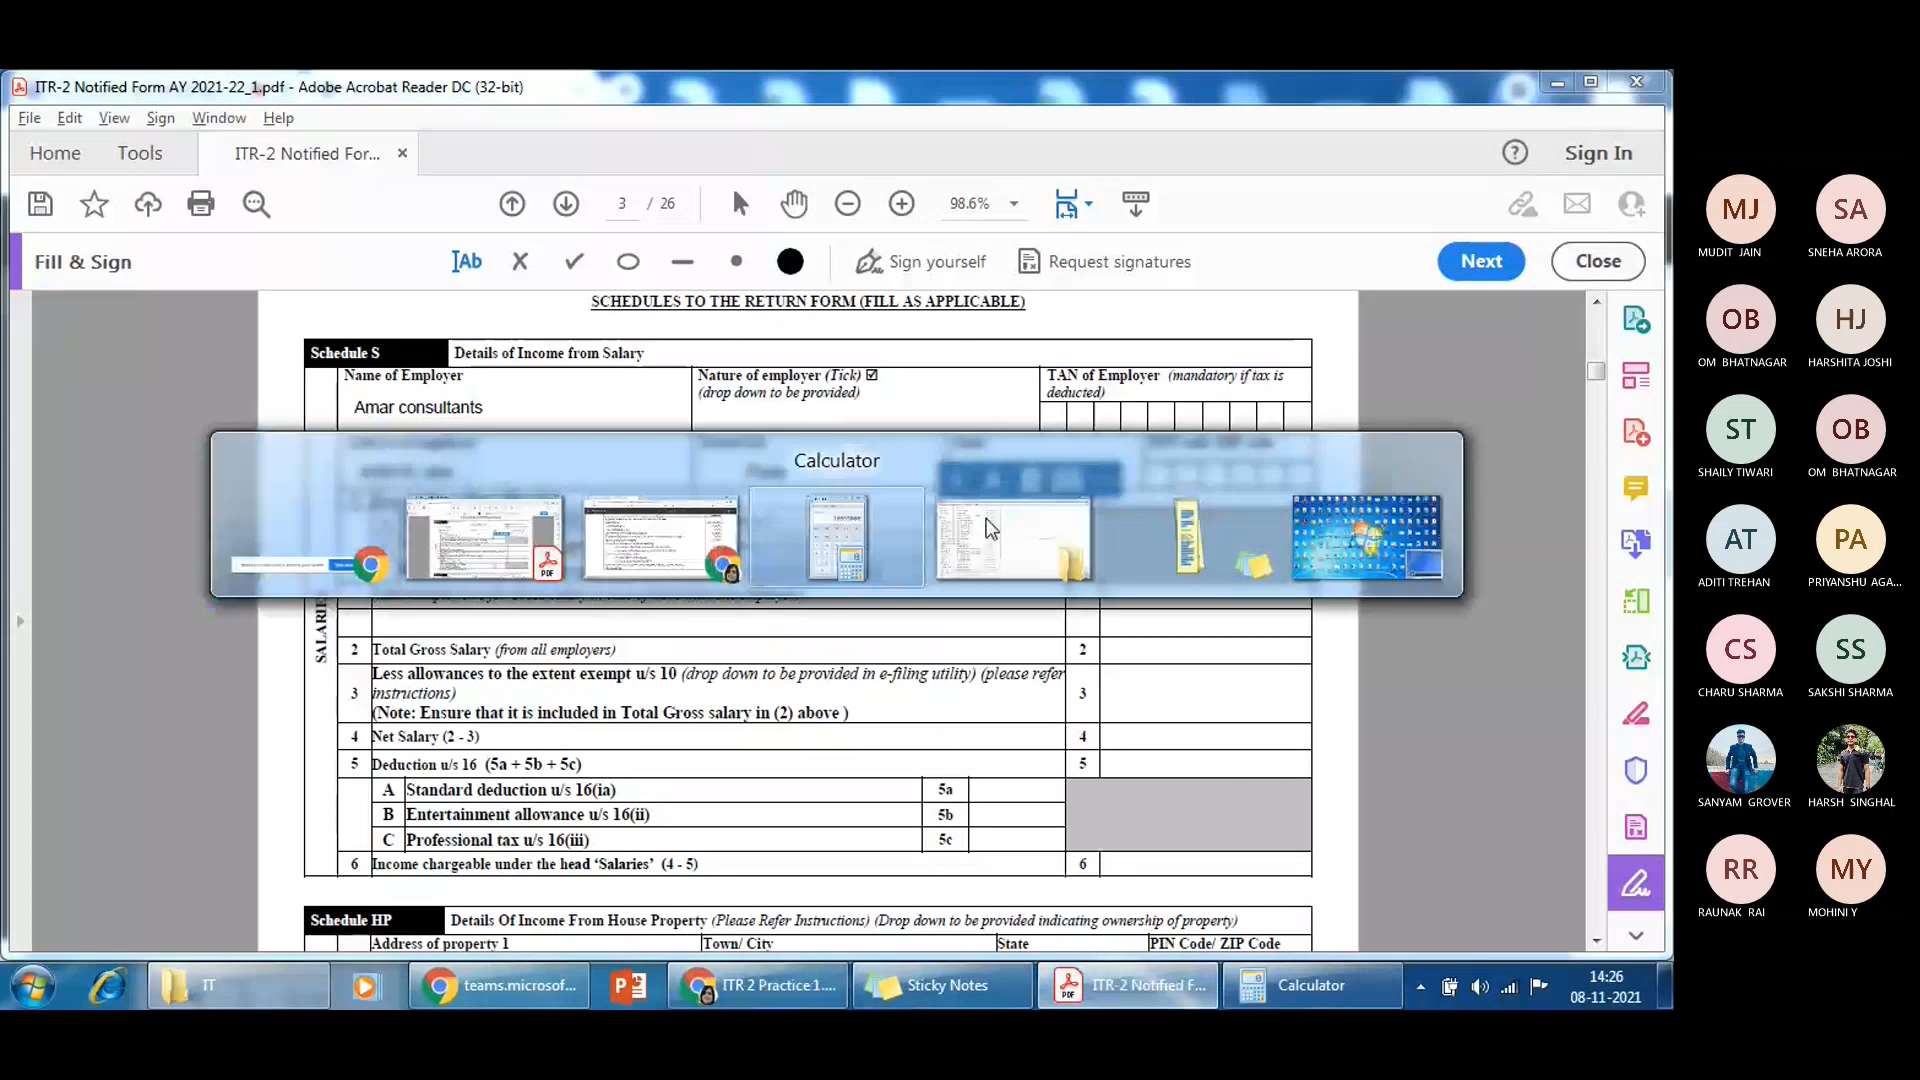 ITR-2 Notified Form AY 2021-22_1.pdf - Adobe Acrobat Reader DC (32-bit)
File Edit View Sign Window Help
Home Tools ITR-2 Notified For... × Sign In
3 / 26 98.6%
Fill & Sign
Ab
Sign yourself
Request signatures
Next
Close
SCHEDULES TO THE RETURN FORM (FILL AS APPLICABLE)
Schedule S Details of Income from Salary
Name of Employer
Amar consultants
Nature of employer (Tick) ☑
(drop down to be provided)
TAN of Employer (mandatory if tax is
deducted)
Calculator
PDF
SALARIE
2 Total Gross Salary (from all employers) 2
3 Less allowances to the extent exempt u/s 10 (drop down to be provided in e-filing utility) (please refer
instructions) 3
(Note: Ensure that it is included in Total Gross salary in (2) above )
4 Net Salary (2 - 3) 4
5 Deduction u/s 16 (5a + 5b + 5c) 5
A Standard deduction u/s 16(ia) 5a
B Entertainment allowance u/s 16(ii) 5b
C Professional tax u/s 16(iii) 5c
6 Income chargeable under the head ‘Salaries’ (4 - 5) 6
Schedule HP Details Of Income From House Property (Please Refer Instructions) (Drop down to be provided indicating ownership of property)
Address of property 1 Town/ City State PIN Code/ ZIP Code
IT
teams.microsof...
ITR 2 Practice 1....
Sticky Notes
ITR-2 Notified F...
Calculator
14:26
08-11-2021
MJ SA
MUDIT JAIN SNEHA ARORA
OB HJ
OM BHATNAGAR HARSHITA JOSHI
ST OB
SHAILY TIWARI OM BHATNAGAR
AT PA
ADITI TREHAN PRIYANSHU AGA...
CS SS
CHARU SHARMA SAKSHI SHARMA
SANYAM GROVER HARSH SINGHAL
RR MY
RAUNAK RAI MOHINI Y